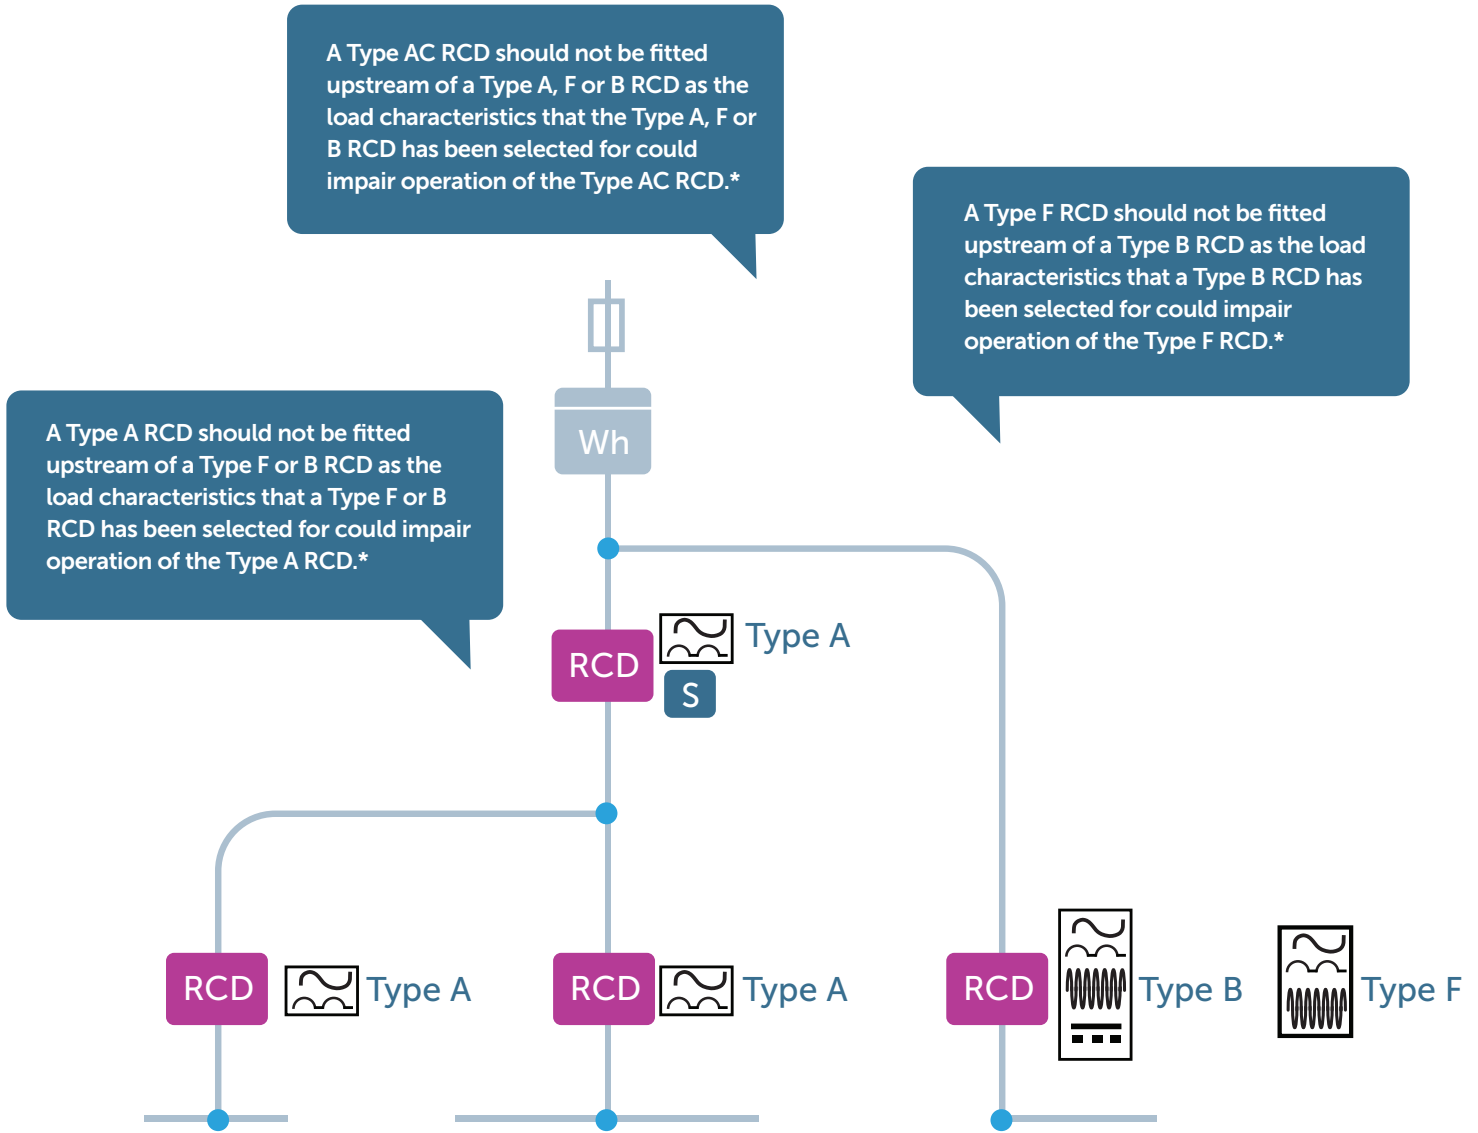 A Type AC RCD should not be fitted
upstream of a Type A, F or B RCD as the
load characteristics that the Type A, F or
B RCD has been selected for could
impair operation of the Type AC RCD.*
A Type F RCD should not be fitted
upstream of a Type B RCD as the load
characteristics that a Type B RCD has
been selected for could impair
operation of the Type F RCD.*
A Type A RCD should not be fitted
upstream of a Type F or B RCD as the
load characteristics that a Type F or B
RCD has been selected for could impair
operation of the Type A RCD.*
Wh
RCD
Type A
S
RCD
Type A
RCD
Type A
RCD
Type B
Type F